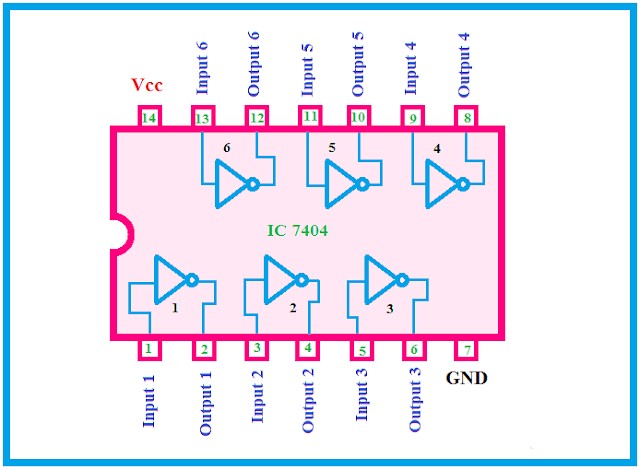 Input 6
Output 6
Input 5
Output 5
Input 4
Output 4
Vcc
14
13
12
11
10
9
8
6
5
4
IC 7404
1
2
3
1
2
3
4
5
6
7
GND
Input 1
Output 1
Input 2
Output 2
Input 3
Output 3